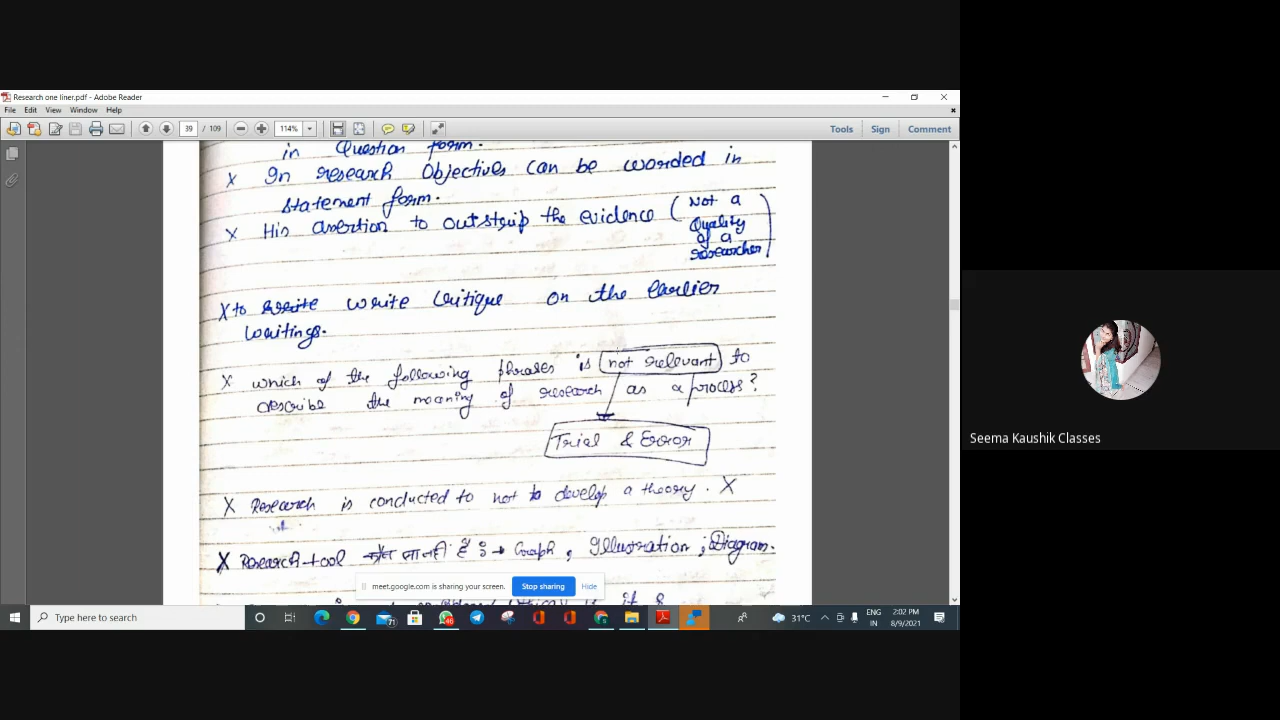 Research one liner.pdf - Adobe Reader
File Edit View Window Help
39 / 109 114% Tools Sign Comment
in Question form.
x In research Objectives can be worded in
statement form.
x His assertion to outstrip the evidence (Not a
Quality
of a
researcher)
X to write write Critique on the earlier
writings.
x which of the following phrases is not relevant to
describe the meaning of research as a process?
Trial & Error
X Research is conducted to not to develop a theory. X
X Research tool नहीं है → Graph, Illustration, Diagram.
meet.google.com is sharing your screen. Stop sharing Hide
Seema Kaushik Classes
Type here to search
71
46
31°C
ENG
IN
2:02 PM
8/9/2021